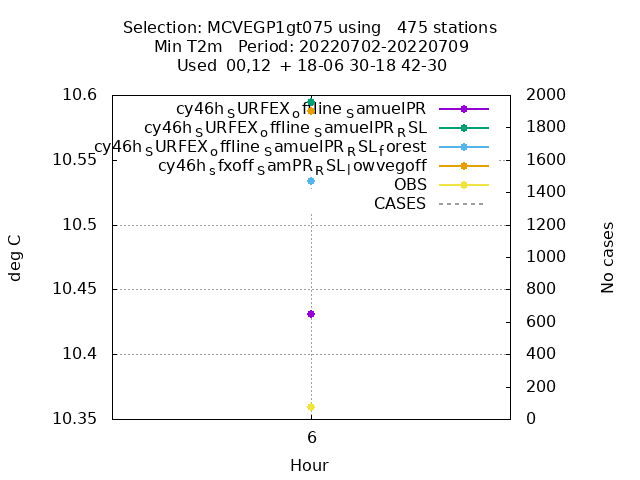 Selection: MCVEGP1gt075 using   475 stations
Min T2m   Period: 20220702-20220709
Used  00,12  + 18-06 30-18 42-30
cy46h_SURFEX_offline_SamuelPR
cy46h_SURFEX_offline_SamuelPR_RSL
cy46h_SURFEX_offline_SamuelPR_RSL_forest
cy46h_sfxoff_SamPR_RSL_lowvegoff
OBS
CASES
10.6
10.55
10.5
10.45
10.4
10.35
deg C
2000
1800
1600
1400
1200
1000
800
600
400
200
0
No cases
6
Hour